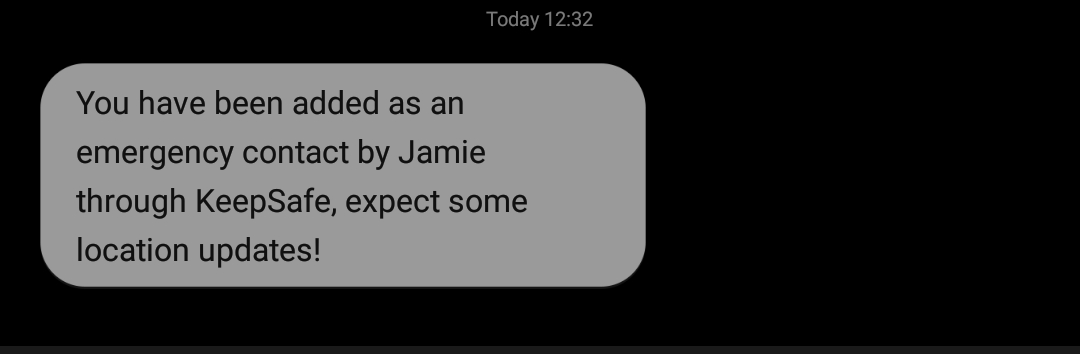 Today 12:32
You have been added as an
emergency contact by Jamie
through KeepSafe, expect some
location updates!